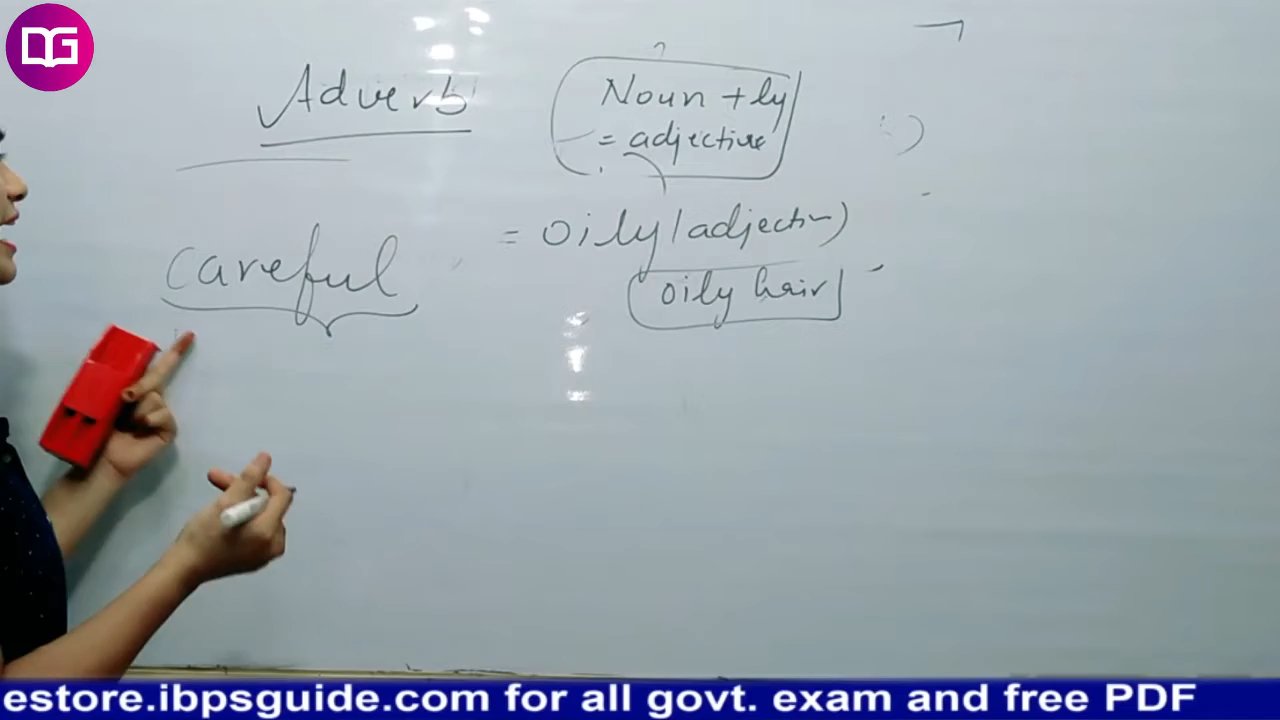 DG
Adverb
Noun + ly
= adjective
= oily (adjective)
oily hair
careful
estore.ibpsguide.com for all govt. exam and free PDF